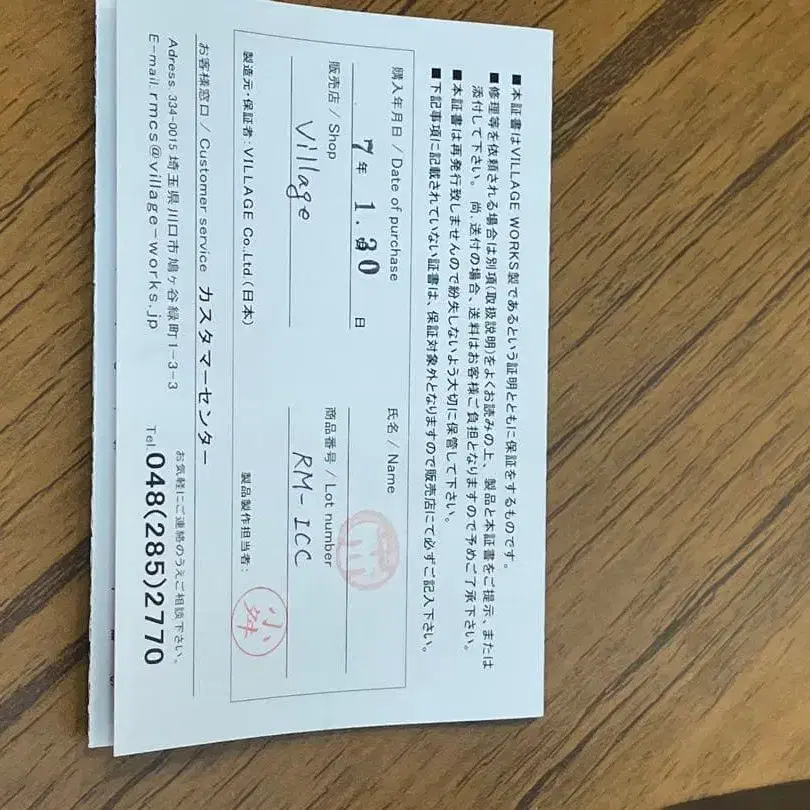 ■本証書はVILLAGE WORKS製であるという証明とともに保証をするものです。
■修理等を依頼される場合は別項(取扱説明)をよくお読みの上、製品と本証書をご提示、または
添付して下さい。尚、送付の場合、送料はお客様ご負担となりますので予めご了承下さい。
■本証書は再発行致しませんので紛失しないよう大切に保管して下さい。
■下記事項に記載されていない証書は、保証対象外となりますので販売店にて必ずご記入下さい。
購入年月日 / Date of purchase
7年 1.30 日
氏名 / Name
販売店 / Shop
Village
商品番号 / Lot number
RM-ICC
製造元・保証者:VILLAGE Co.,Ltd(日本)
製品製作担当者:
お客様窓口 / Customer service カスタマーセンター
お気軽にご連絡のうえご相談下さい。
Adress. 334-0015 埼玉県川口市鳩ヶ谷緑町1-3-3
E-mail. rmcs@village-works.jp
Tel. 048(285)2770